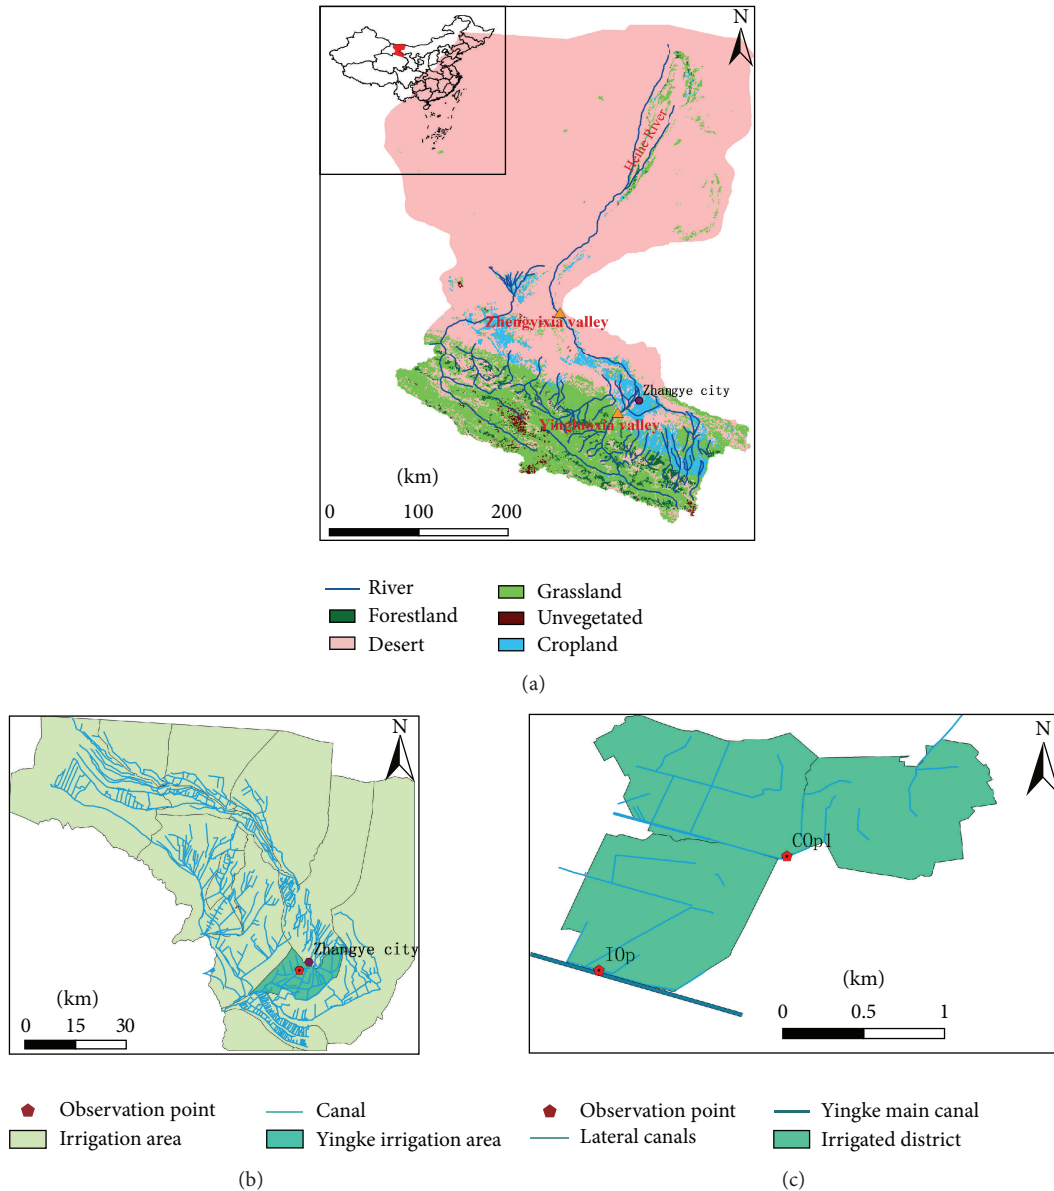 N
Heihe River
Zhengyixia valley
Zhangye city
Yingluoxia valley
(km)
0 100 200
River
Grassland
Forestland
Unvegetated
Desert
Cropland
(a)
N
Zhangye city
(km)
0 15 30
N
COp1
IOp
(km)
0 0.5 1
Observation point
Canal
Irrigation area
Yingke irrigation area
(b)
Observation point
Yingke main canal
Lateral canals
Irrigated district
(c)